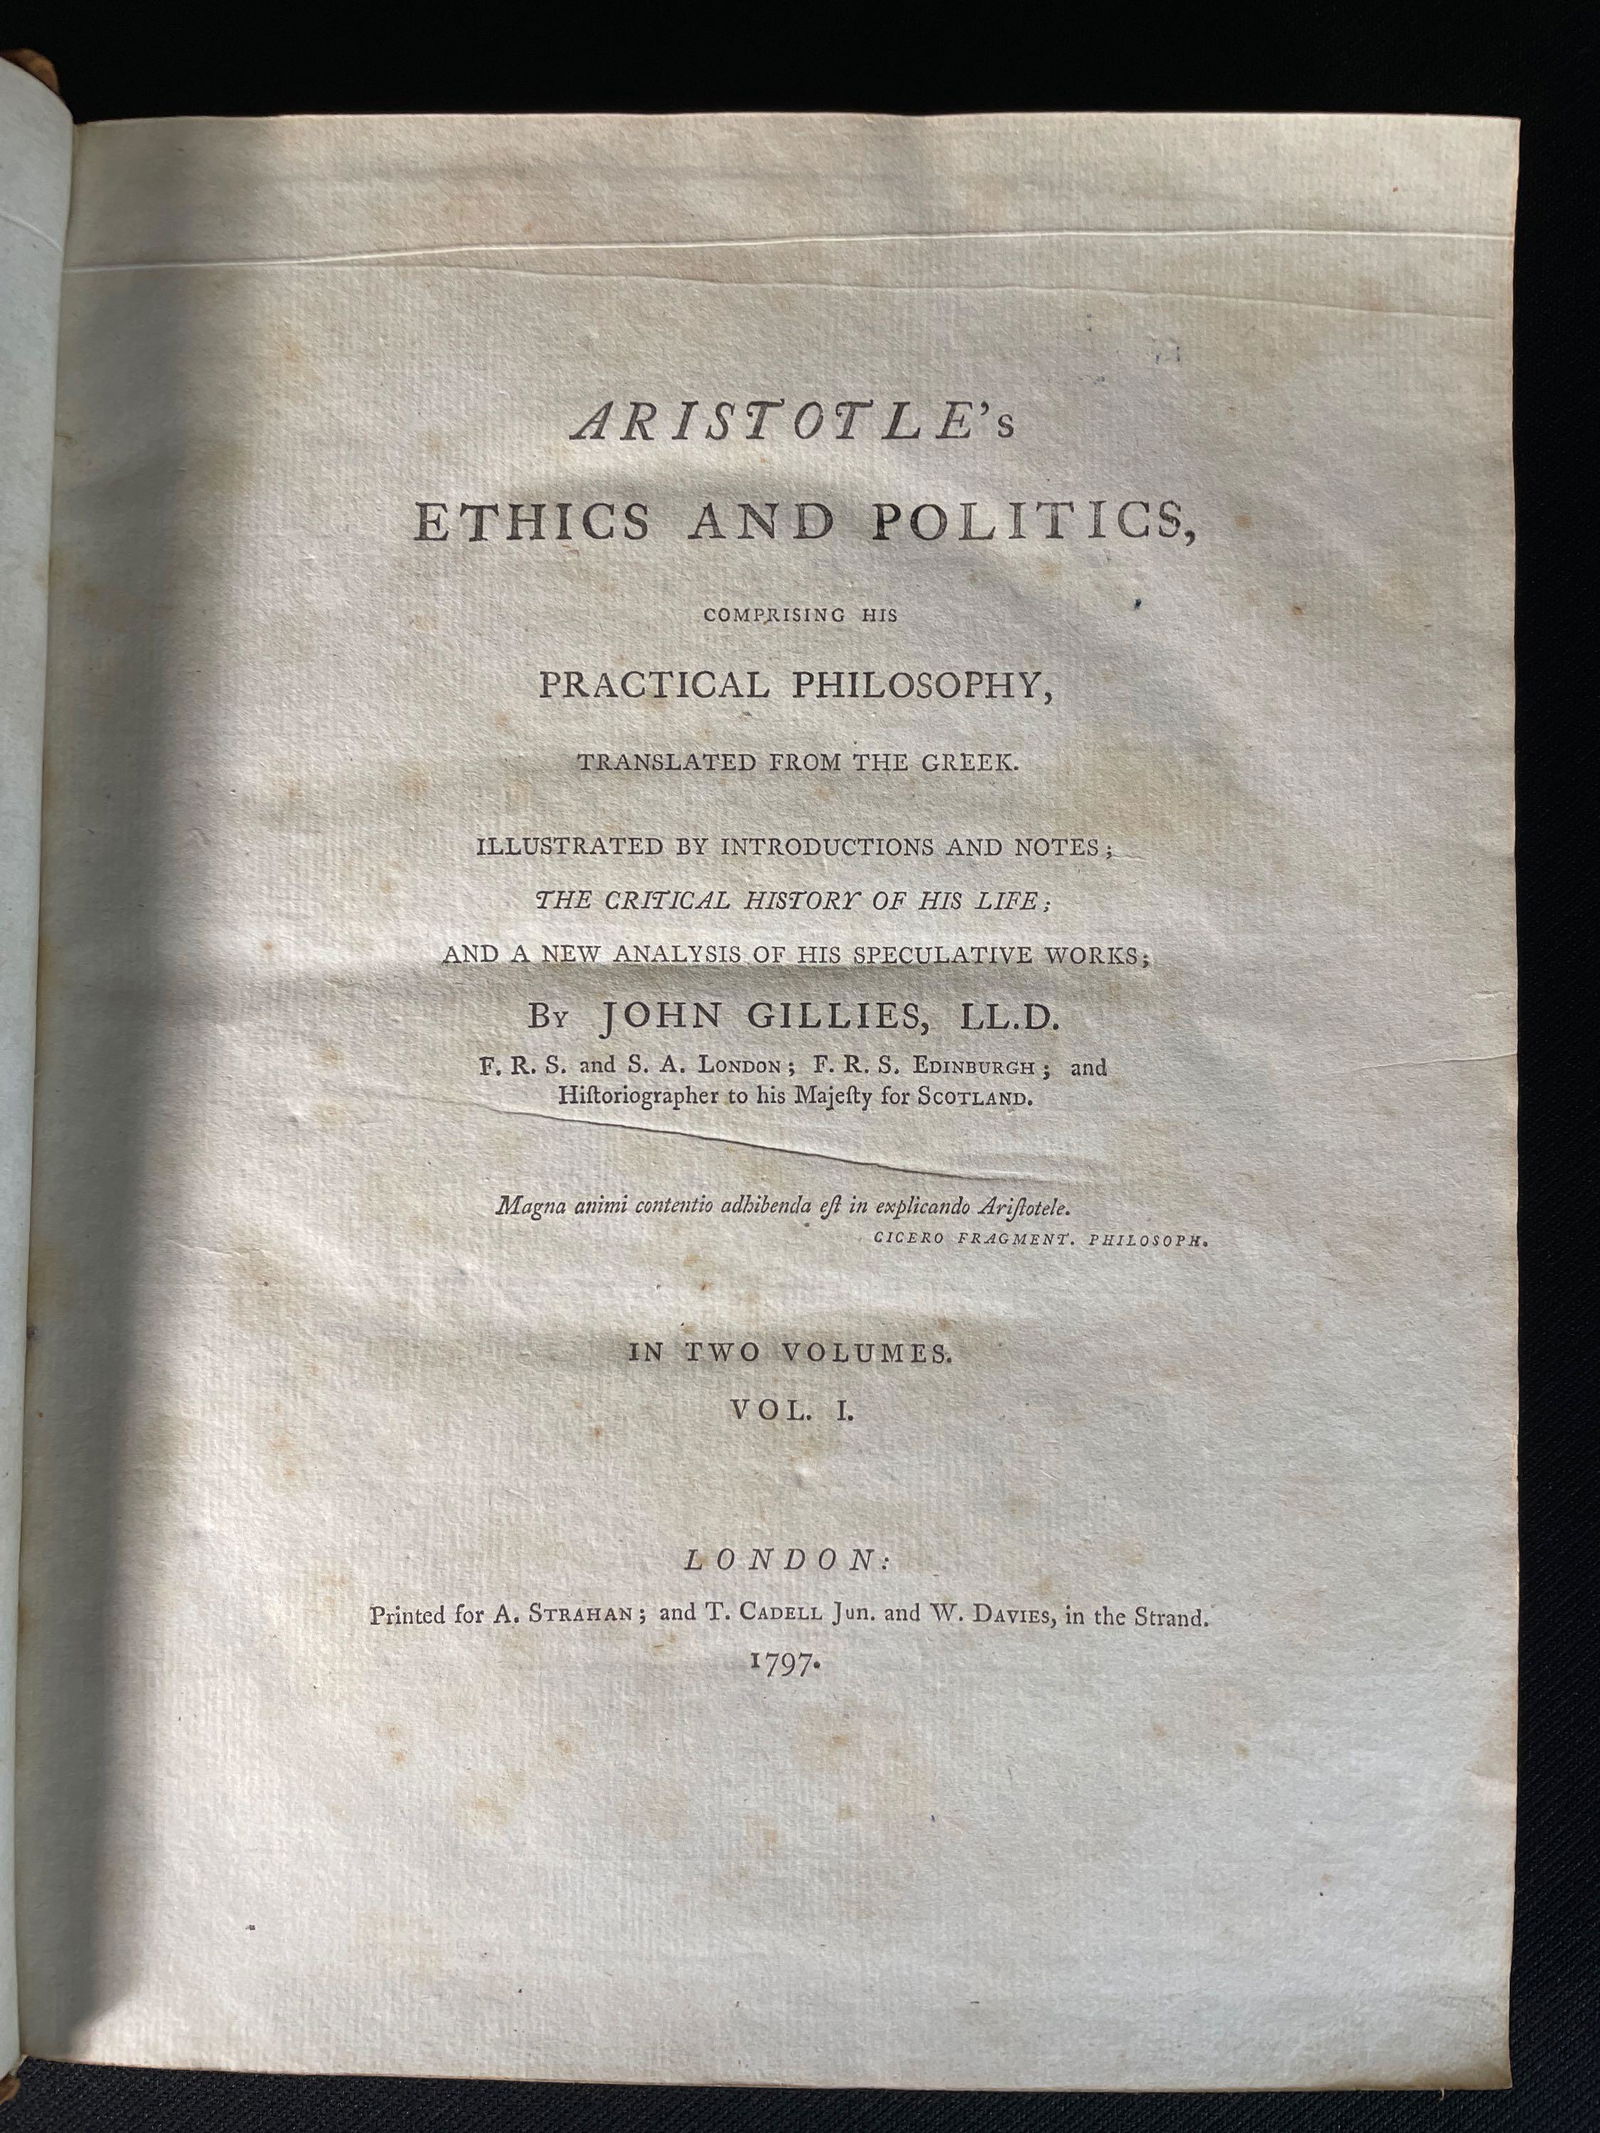 ARISTOTLE's
ETHICS AND POLITICS,
COMPRISING HIS
PRACTICAL PHILOSOPHY,
TRANSLATED FROM THE GREEK.
ILLUSTRATED BY INTRODUCTIONS AND NOTES;
THE CRITICAL HISTORY OF HIS LIFE;
AND A NEW ANALYSIS OF HIS SPECULATIVE WORKS;
BY JOHN GILLIES, LL.D.
F. R. S. and S. A. LONDON; F. R. S. EDINBURGH; and
Hiſtoriographer to his Majeſty for SCOTLAND.
Magna animi contentio adhibenda eſt in explicando Ariſtotele.
CICERO FRAGMENT. PHILOSOPH.
IN TWO VOLUMES.
VOL. I.
LONDON:
Printed for A. STRAHAN; and T. CADELL Jun. and W. DAVIES, in the Strand.
1797.